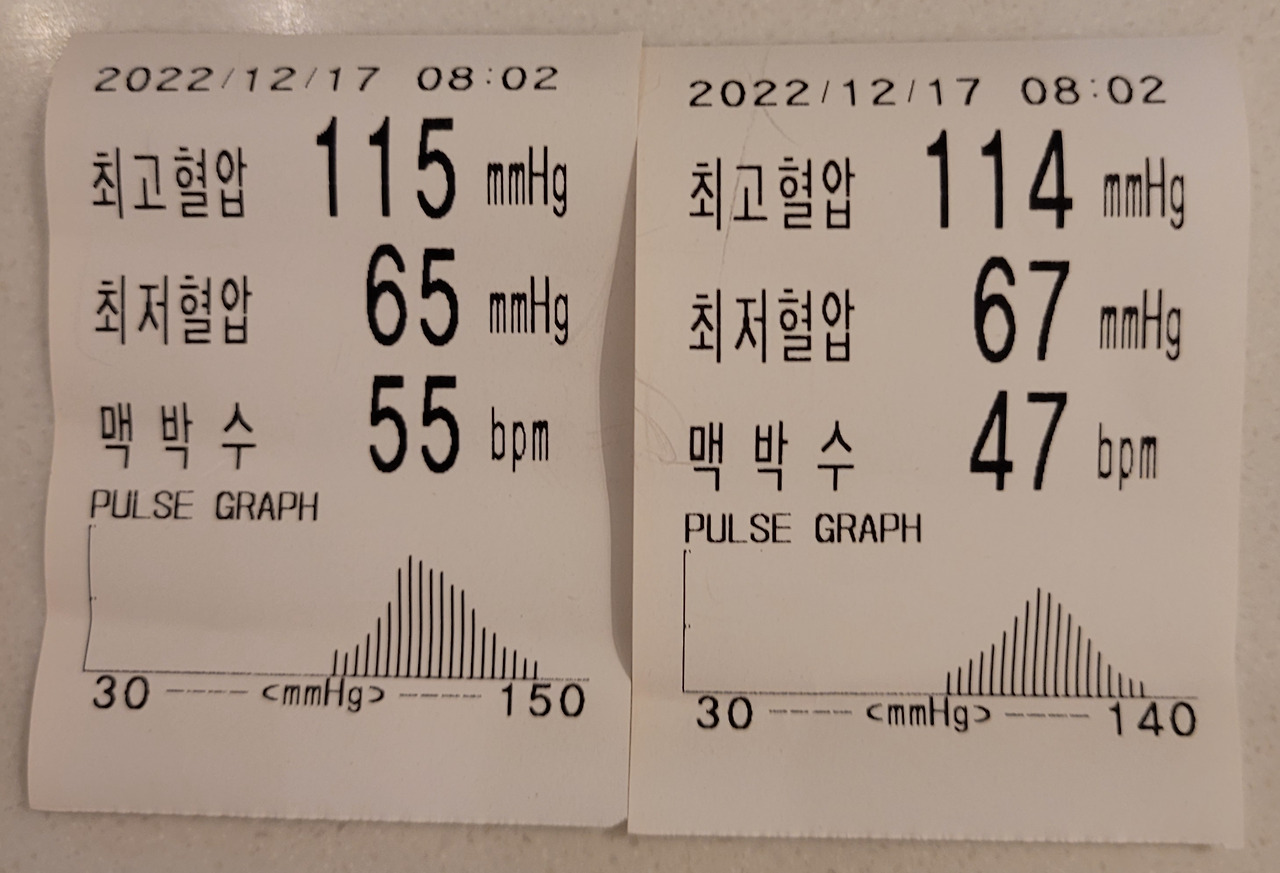 2022/12/17 08:02
최고혈압 115 mmHg
최저혈압 65 mmHg
맥박수 55 bpm
PULSE GRAPH
30 ---- <mmHg> ---- 150
2022/12/17 08:02
최고혈압 114 mmHg
최저혈압 67 mmHg
맥박수 47 bpm
PULSE GRAPH
30 ---- <mmHg> ---- 140